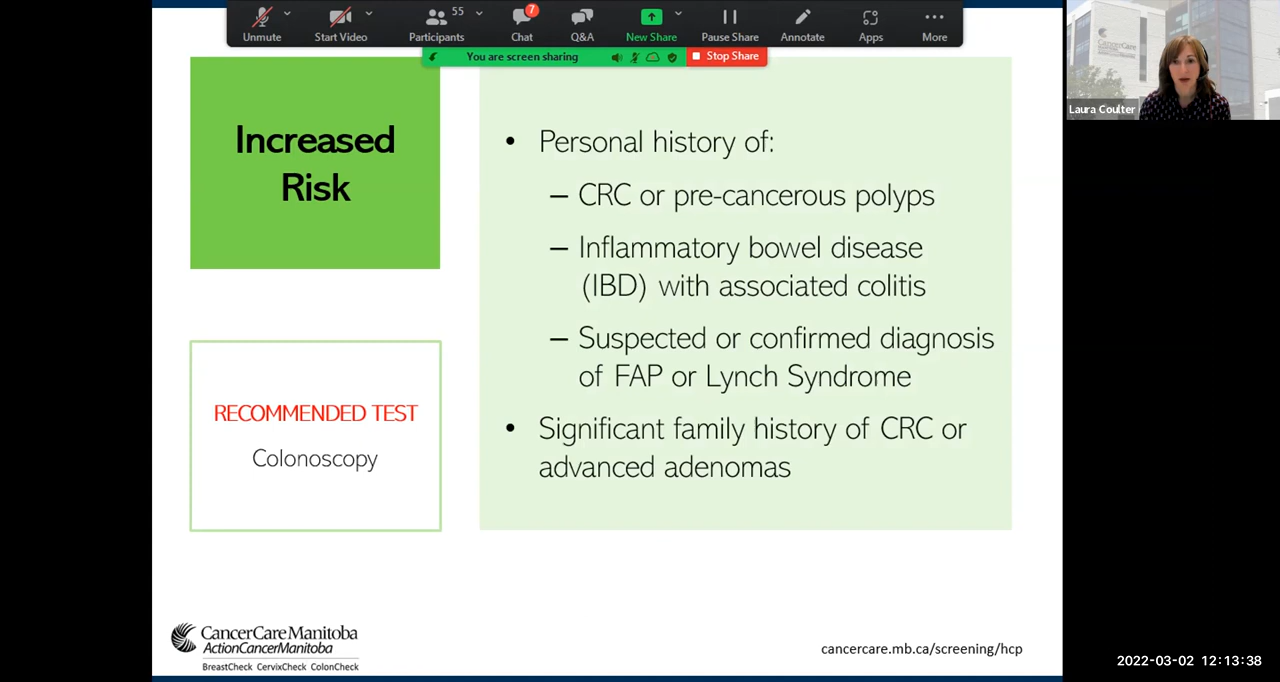 Unmute
Start Video
55
Participants
7
Chat
Q&A
New Share
Pause Share
Annotate
Apps
More
You are screen sharing
Stop Share
Laura Coulter
Increased
Risk
• Personal history of:
– CRC or pre-cancerous polyps
– Inflammatory bowel disease
(IBD) with associated colitis
– Suspected or confirmed diagnosis
of FAP or Lynch Syndrome
• Significant family history of CRC or
advanced adenomas
RECOMMENDED TEST
Colonoscopy
CancerCare Manitoba
ActionCancerManitoba
BreastCheck CervixCheck ColonCheck
cancercare.mb.ca/screening/hcp
2022-03-02 12:13:38